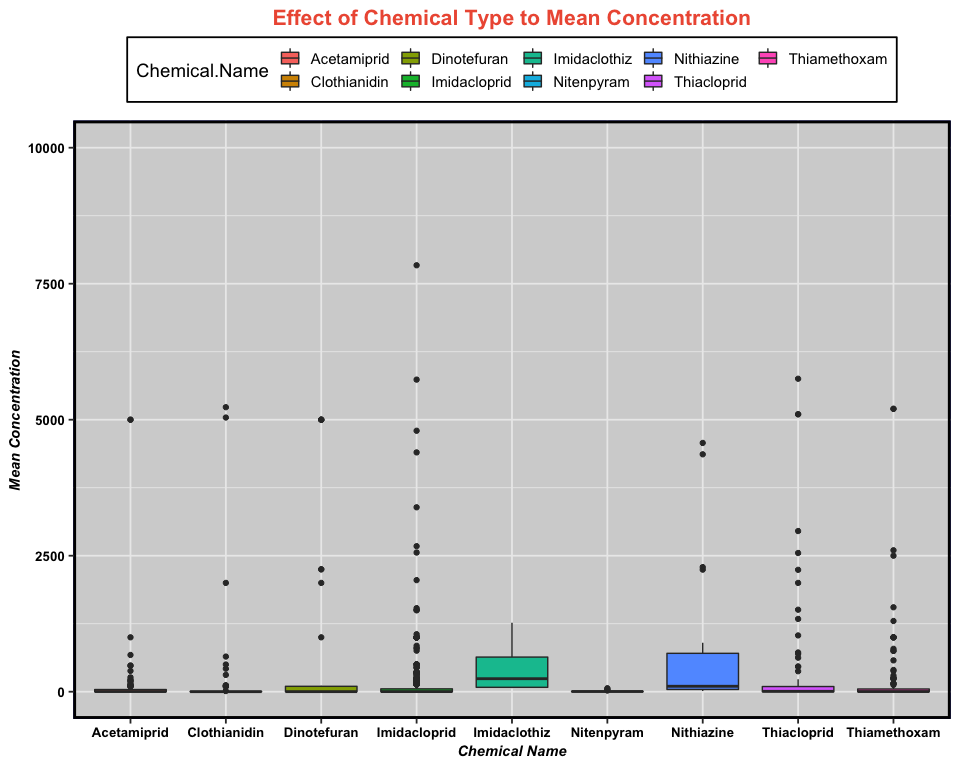 Effect of Chemical Type to Mean Concentration
Chemical.Name
Acetamiprid Dinotefuran Imidaclothiz Nithiazine Thiamethoxam
Clothianidin Imidacloprid Nitenpyram Thiacloprid
10000
7500
5000
2500
0
Mean Concentration
Acetamiprid Clothianidin Dinotefuran Imidacloprid Imidaclothiz Nitenpyram Nithiazine Thiacloprid Thiamethoxam
Chemical Name